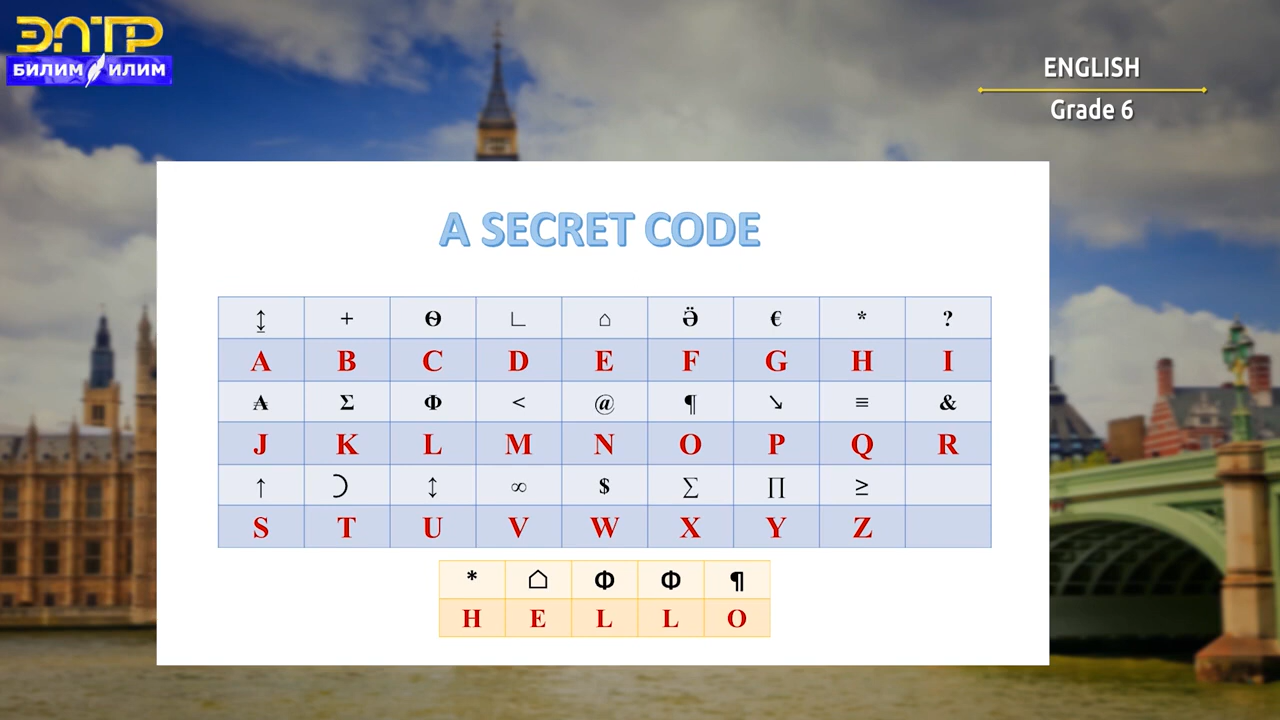 ЭЛТР
БИЛИМ ИЛИМ
ENGLISH
Grade 6
A SECRET CODE
↨ + Ѳ ∟ ⌂ Ӛ € * ?
A B C D E F G H I
₳ Σ Φ < @ ¶ ↘ ≡ &
J K L M N O P Q R
↑ ↕ ∞ $ ∑ ∏ ≥
S T U V W X Y Z
* ⌂ Φ Φ ¶
H E L L O